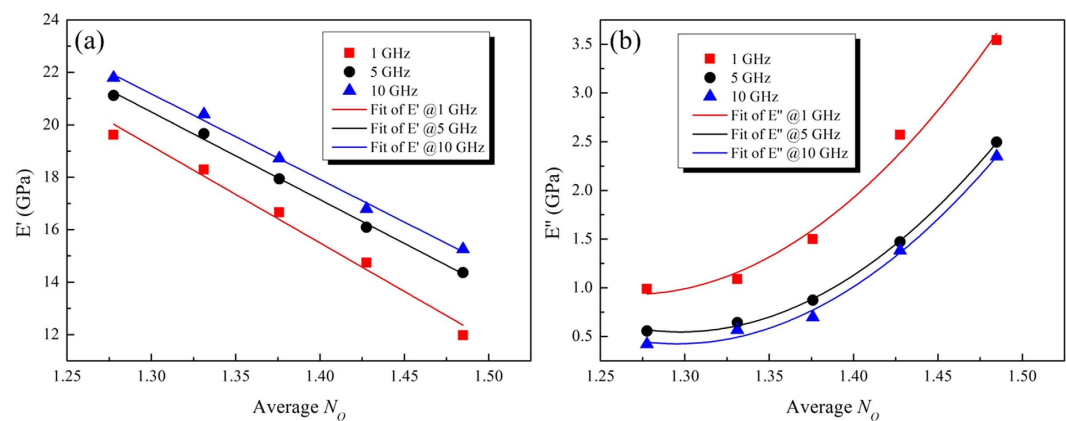 (a)
1 GHz
5 GHz
10 GHz
Fit of E' @1 GHz
Fit of E' @5 GHz
Fit of E' @10 GHz
24
22
20
18
16
14
12
E' (GPa)
1.25
1.30
1.35
1.40
1.45
1.50
Average N_O
(b)
1 GHz
5 GHz
10 GHz
Fit of E'' @1 GHz
Fit of E'' @5 GHz
Fit of E'' @10 GHz
3.5
3.0
2.5
2.0
1.5
1.0
0.5
0.0
E'' (GPa)
1.25
1.30
1.35
1.40
1.45
1.50
Average N_O